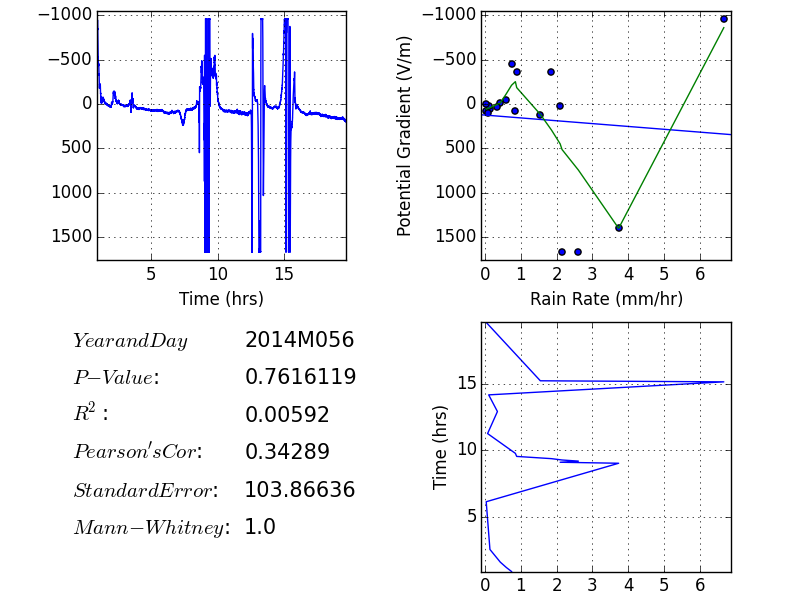 −1000
−500
0
500
1000
1500
5
10
15
Time (hrs)
Potential Gradient (V/m)
−1000
−500
0
500
1000
1500
0 1 2 3 4 5 6
Rain Rate (mm/hr)
YearandDay 2014M056
P−Value: 0.7616119
R²: 0.00592
Pearson′sCor: 0.34289
StandardError: 103.86636
Mann−Whitney: 1.0
Time (hrs)
15
10
5
0 1 2 3 4 5 6